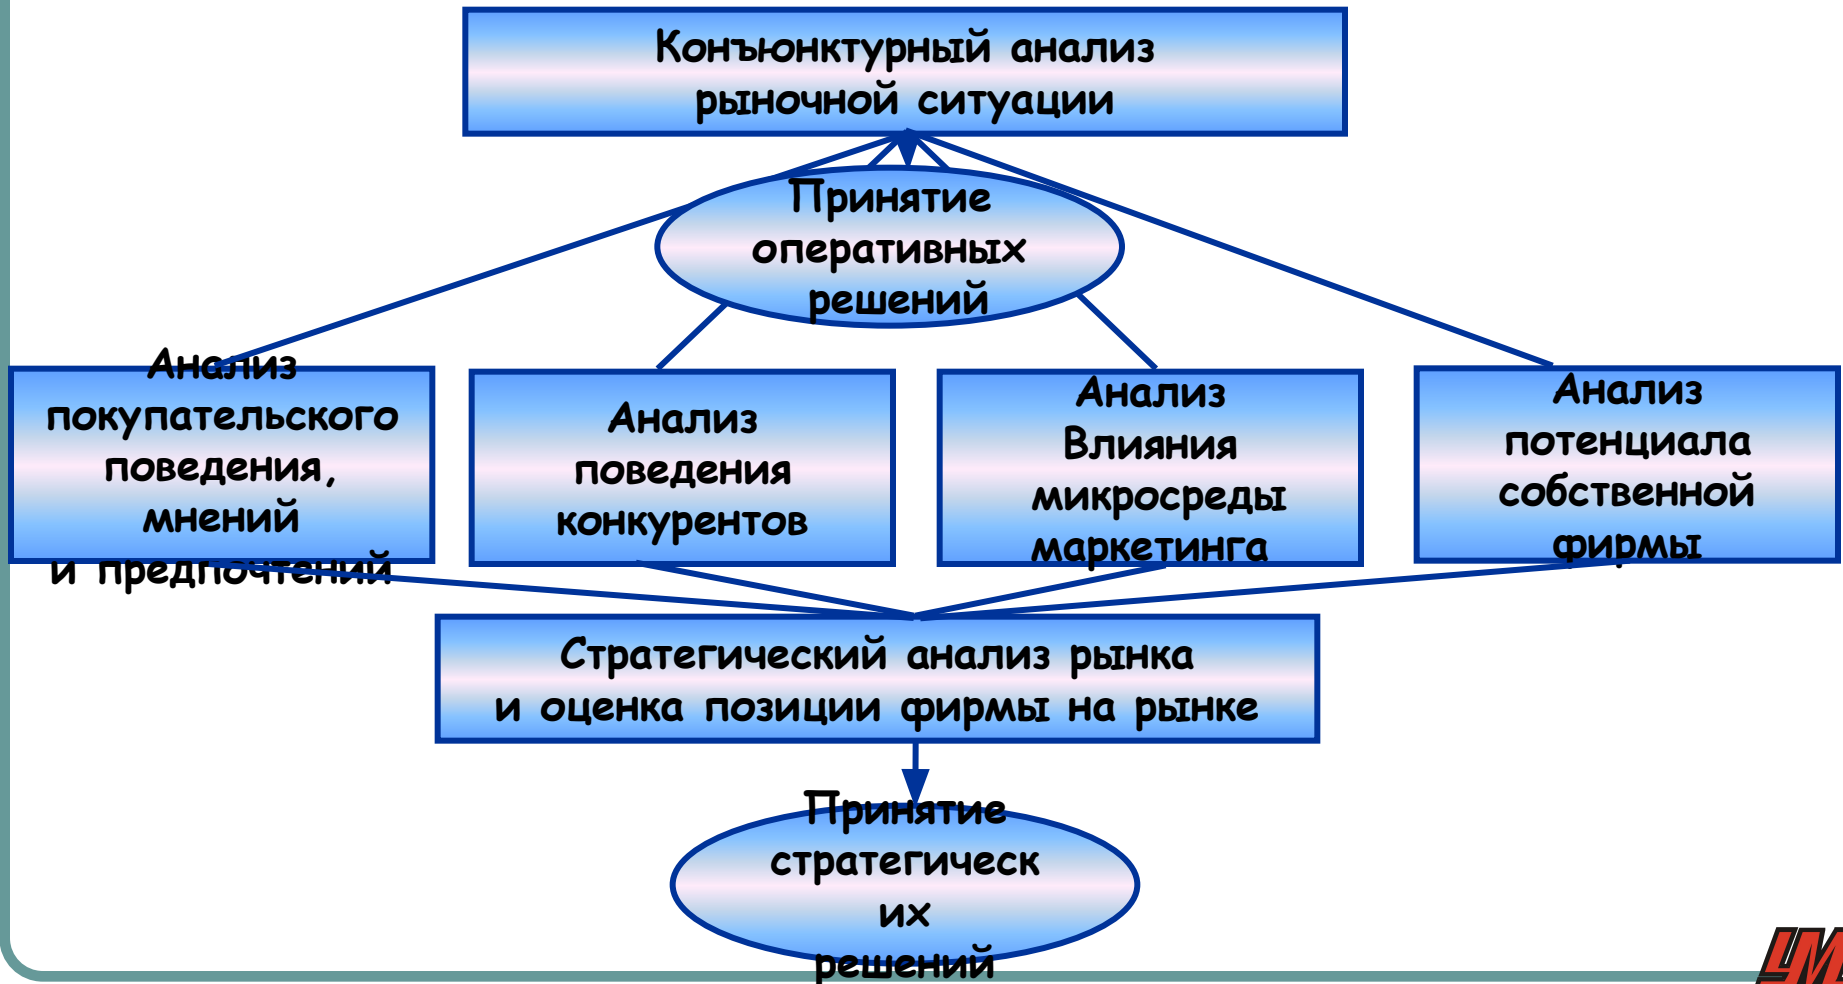 Конъюнктурный анализ
рыночной ситуации
Принятие
оперативных
решений
Анализ
покупательского
поведения,
мнений
и предпочтений
Анализ
поведения
конкурентов
Анализ
Влияния
микросреды
маркетинга
Анализ
потенциала
собственной
фирмы
Стратегический анализ рынка
и оценка позиции фирмы на рынке
Принятие
стратегическ
их
решений